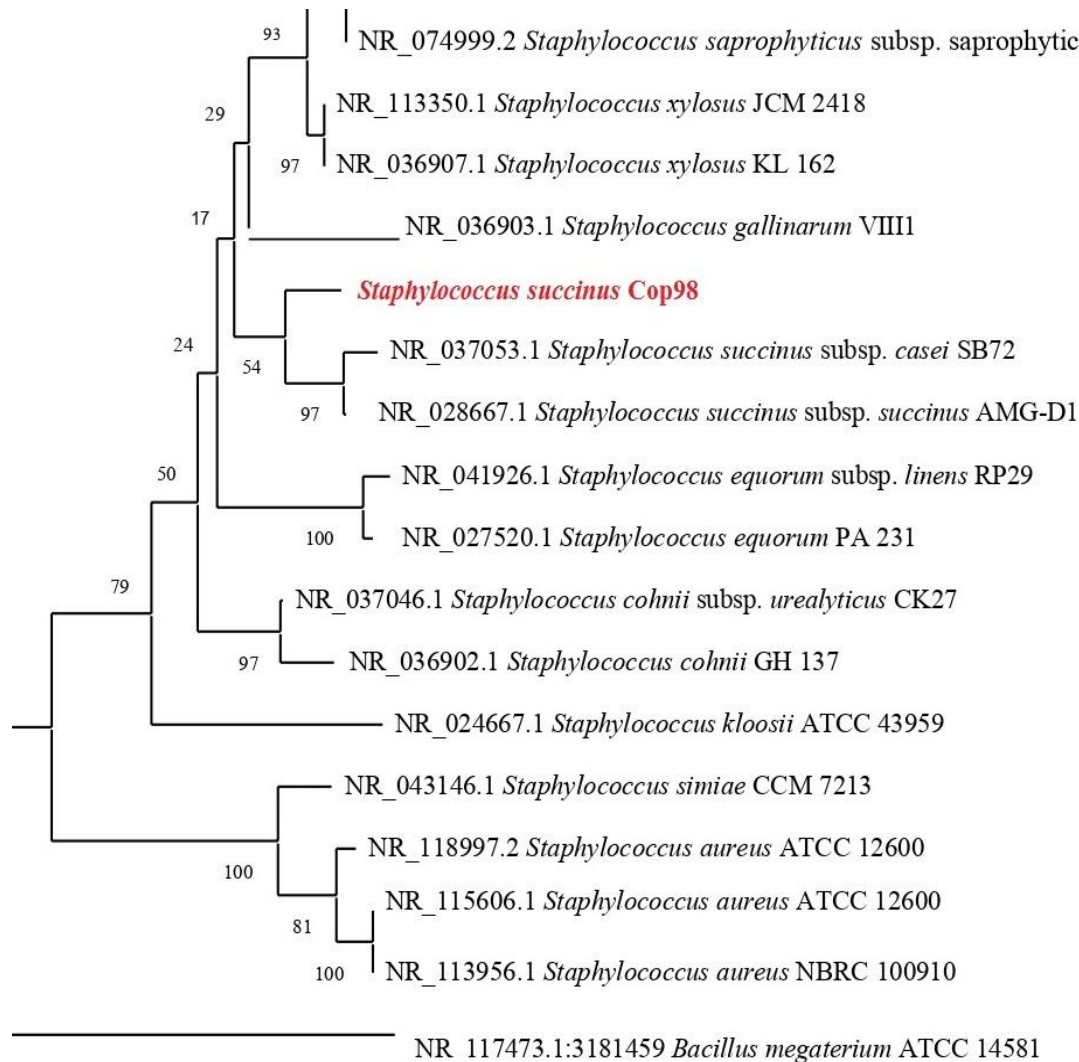 93
NR_074999.2 Staphylococcus saprophyticus subsp. saprophytic
NR_113350.1 Staphylococcus xylosus JCM 2418
29
97
NR_036907.1 Staphylococcus xylosus KL 162
17
NR_036903.1 Staphylococcus gallinarum VIII1
Staphylococcus succinus Cop98
24
NR_037053.1 Staphylococcus succinus subsp. casei SB72
54
97
NR_028667.1 Staphylococcus succinus subsp. succinus AMG-D1
50
NR_041926.1 Staphylococcus equorum subsp. linens RP29
100
NR_027520.1 Staphylococcus equorum PA 231
79
NR_037046.1 Staphylococcus cohnii subsp. urealyticus CK27
97
NR_036902.1 Staphylococcus cohnii GH 137
NR_024667.1 Staphylococcus kloosii ATCC 43959
NR_043146.1 Staphylococcus simiae CCM 7213
NR_118997.2 Staphylococcus aureus ATCC 12600
100
NR_115606.1 Staphylococcus aureus ATCC 12600
81
100
NR_113956.1 Staphylococcus aureus NBRC 100910
NR_117473.1:3181459 Bacillus megaterium ATCC 14581